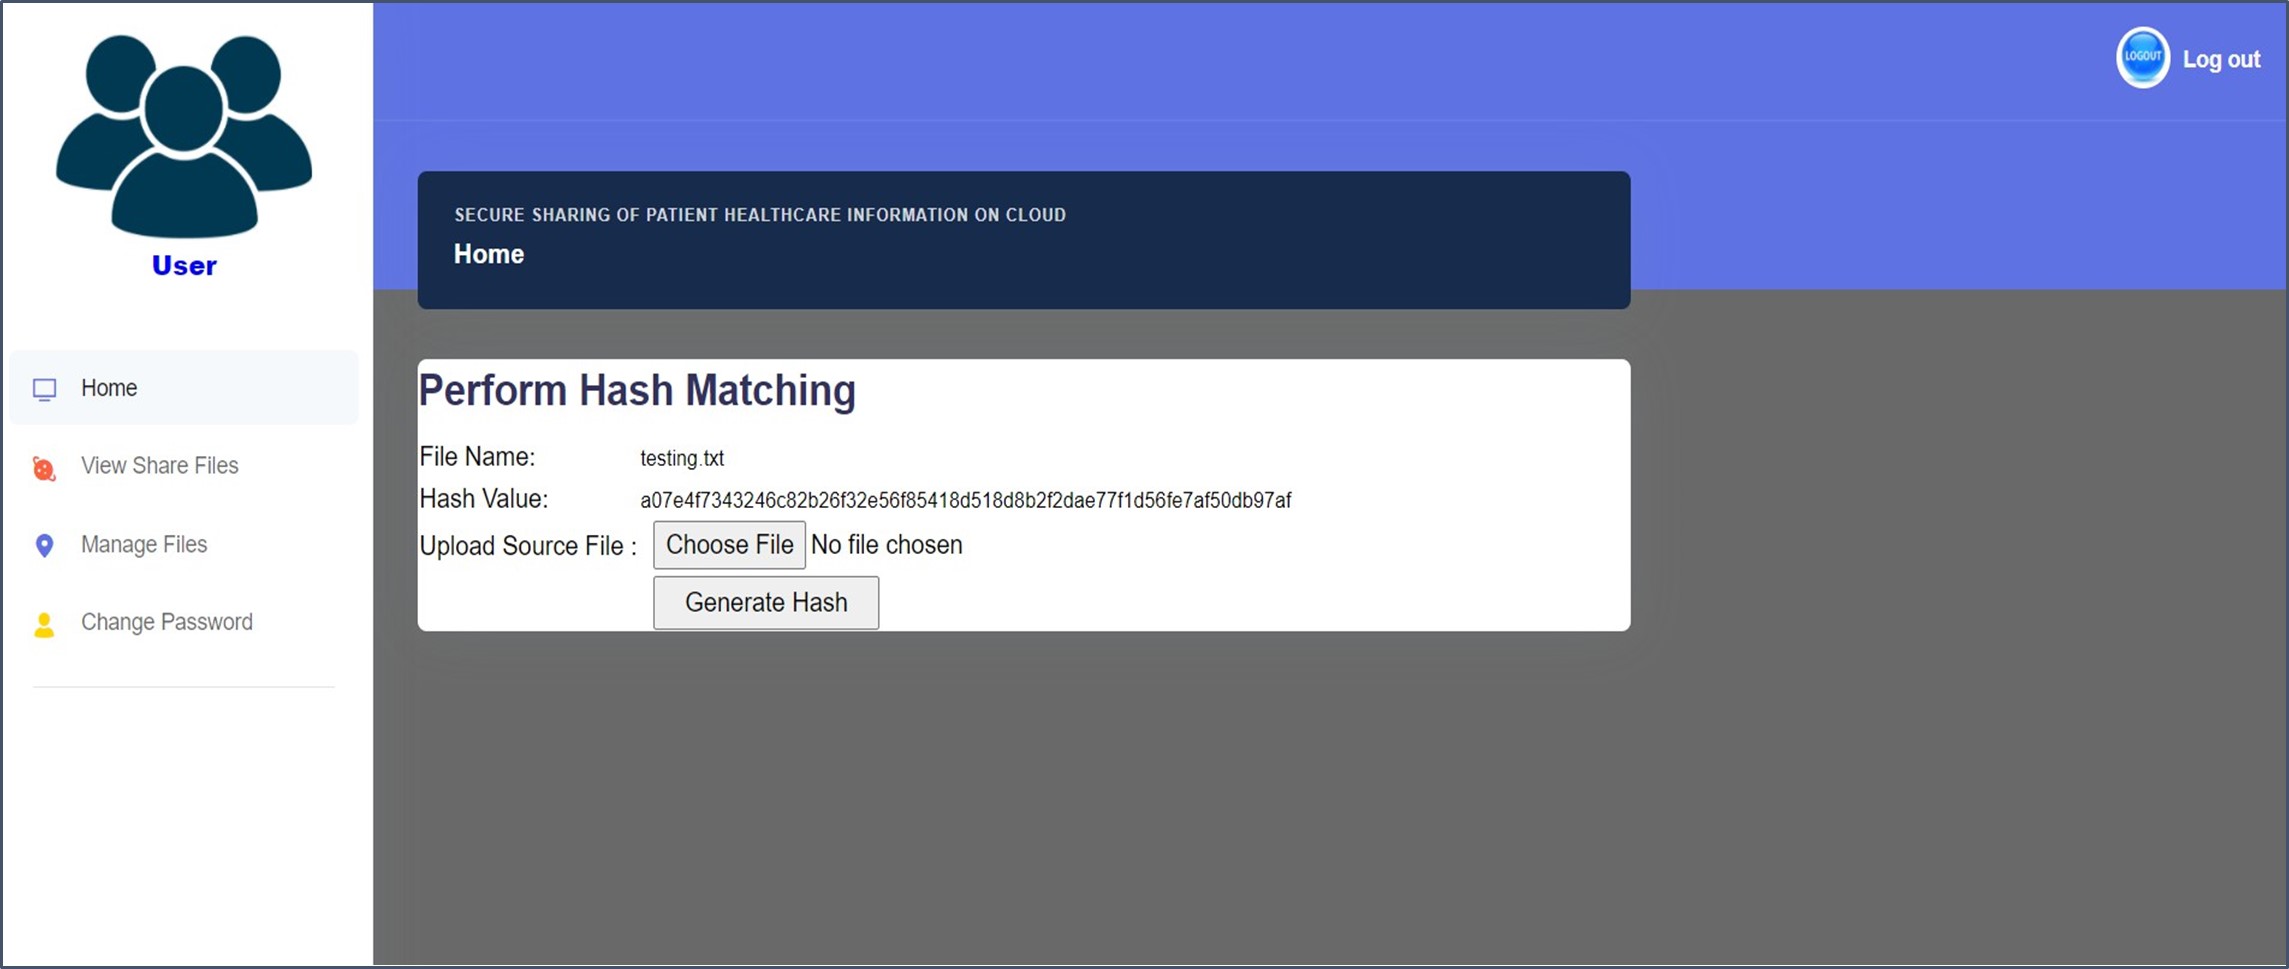 LOGOUT Log out
SECURE SHARING OF PATIENT HEALTHCARE INFORMATION ON CLOUD
Home
User
Home
View Share Files
Manage Files
Change Password
Perform Hash Matching
File Name: testing.txt
Hash Value: a07e4f7343246c82b26f32e56f85418d518d8b2f2dae77f1d56fe7af50db97af
Upload Source File : Choose File No file chosen
Generate Hash